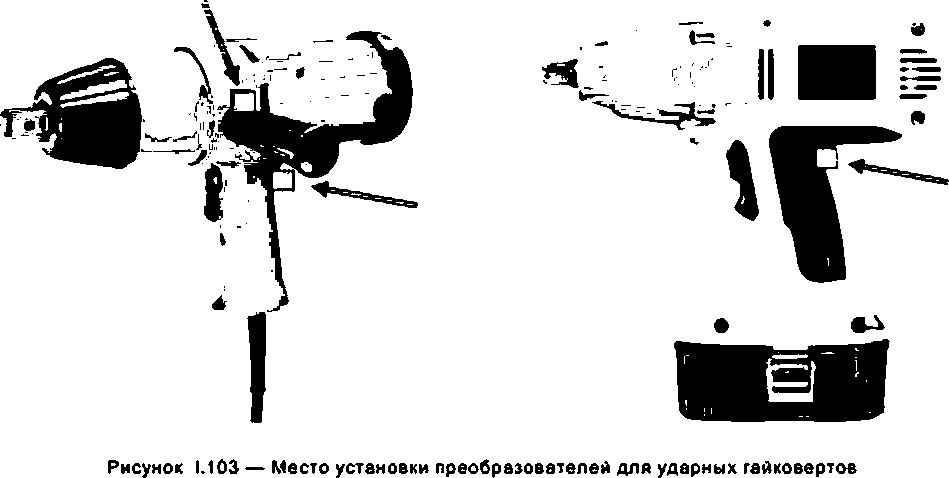 Рисунок I.103 — Место установки преобразователей для ударных гайковертов